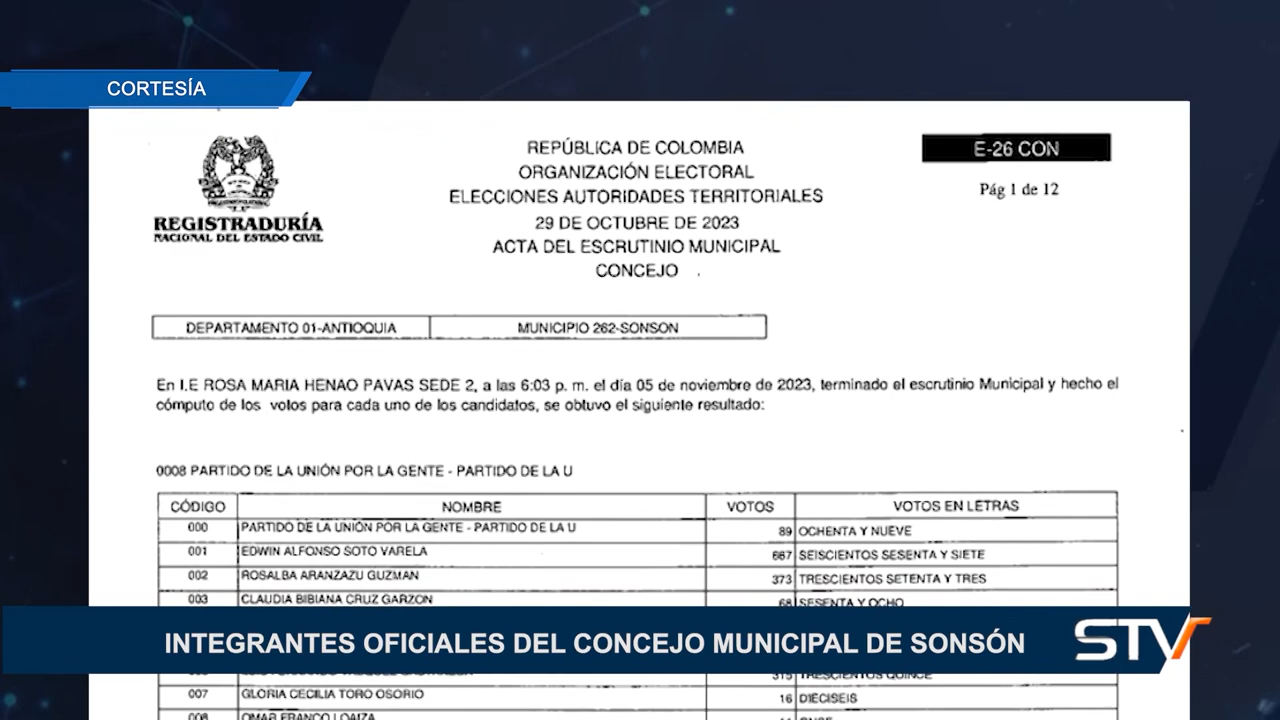 CORTESÍA
REPÚBLICA DE COLOMBIA
ORGANIZACIÓN ELECTORAL
ELECCIONES AUTORIDADES TERRITORIALES
29 DE OCTUBRE DE 2023
ACTA DEL ESCRUTINIO MUNICIPAL
CONCEJO
E-26 CON
Pág 1 de 12
REGISTRADURÍA
NACIONAL DEL ESTADO CIVIL
DEPARTAMENTO 01-ANTIOQUIA MUNICIPIO 262-SONSON
En I.E ROSA MARIA HENAO PAVAS SEDE 2, a las 6:03 p. m. el día 05 de noviembre de 2023, terminado el escrutinio Municipal y hecho el
cómputo de los votos para cada uno de los candidatos, se obtuvo el siguiente resultado:
0008 PARTIDO DE LA UNIÓN POR LA GENTE - PARTIDO DE LA U
CÓDIGO NOMBRE VOTOS VOTOS EN LETRAS
000 PARTIDO DE LA UNIÓN POR LA GENTE - PARTIDO DE LA U 89 OCHENTA Y NUEVE
001 EDWIN ALFONSO SOTO VARELA 667 SEISCIENTOS SESENTA Y SIETE
002 ROSALBA ARANZAZU GUZMAN 373 TRESCIENTOS SETENTA Y TRES
003 CLAUDIA BIBIANA CRUZ GARZON 68 SESENTA Y OCHO
INTEGRANTES OFICIALES DEL CONCEJO MUNICIPAL DE SONSÓN
STV
315 TRESCIENTOS QUINCE
007 GLORIA CECILIA TORO OSORIO 16 DIECISEIS
008 OMAR FRANCO LOAIZA